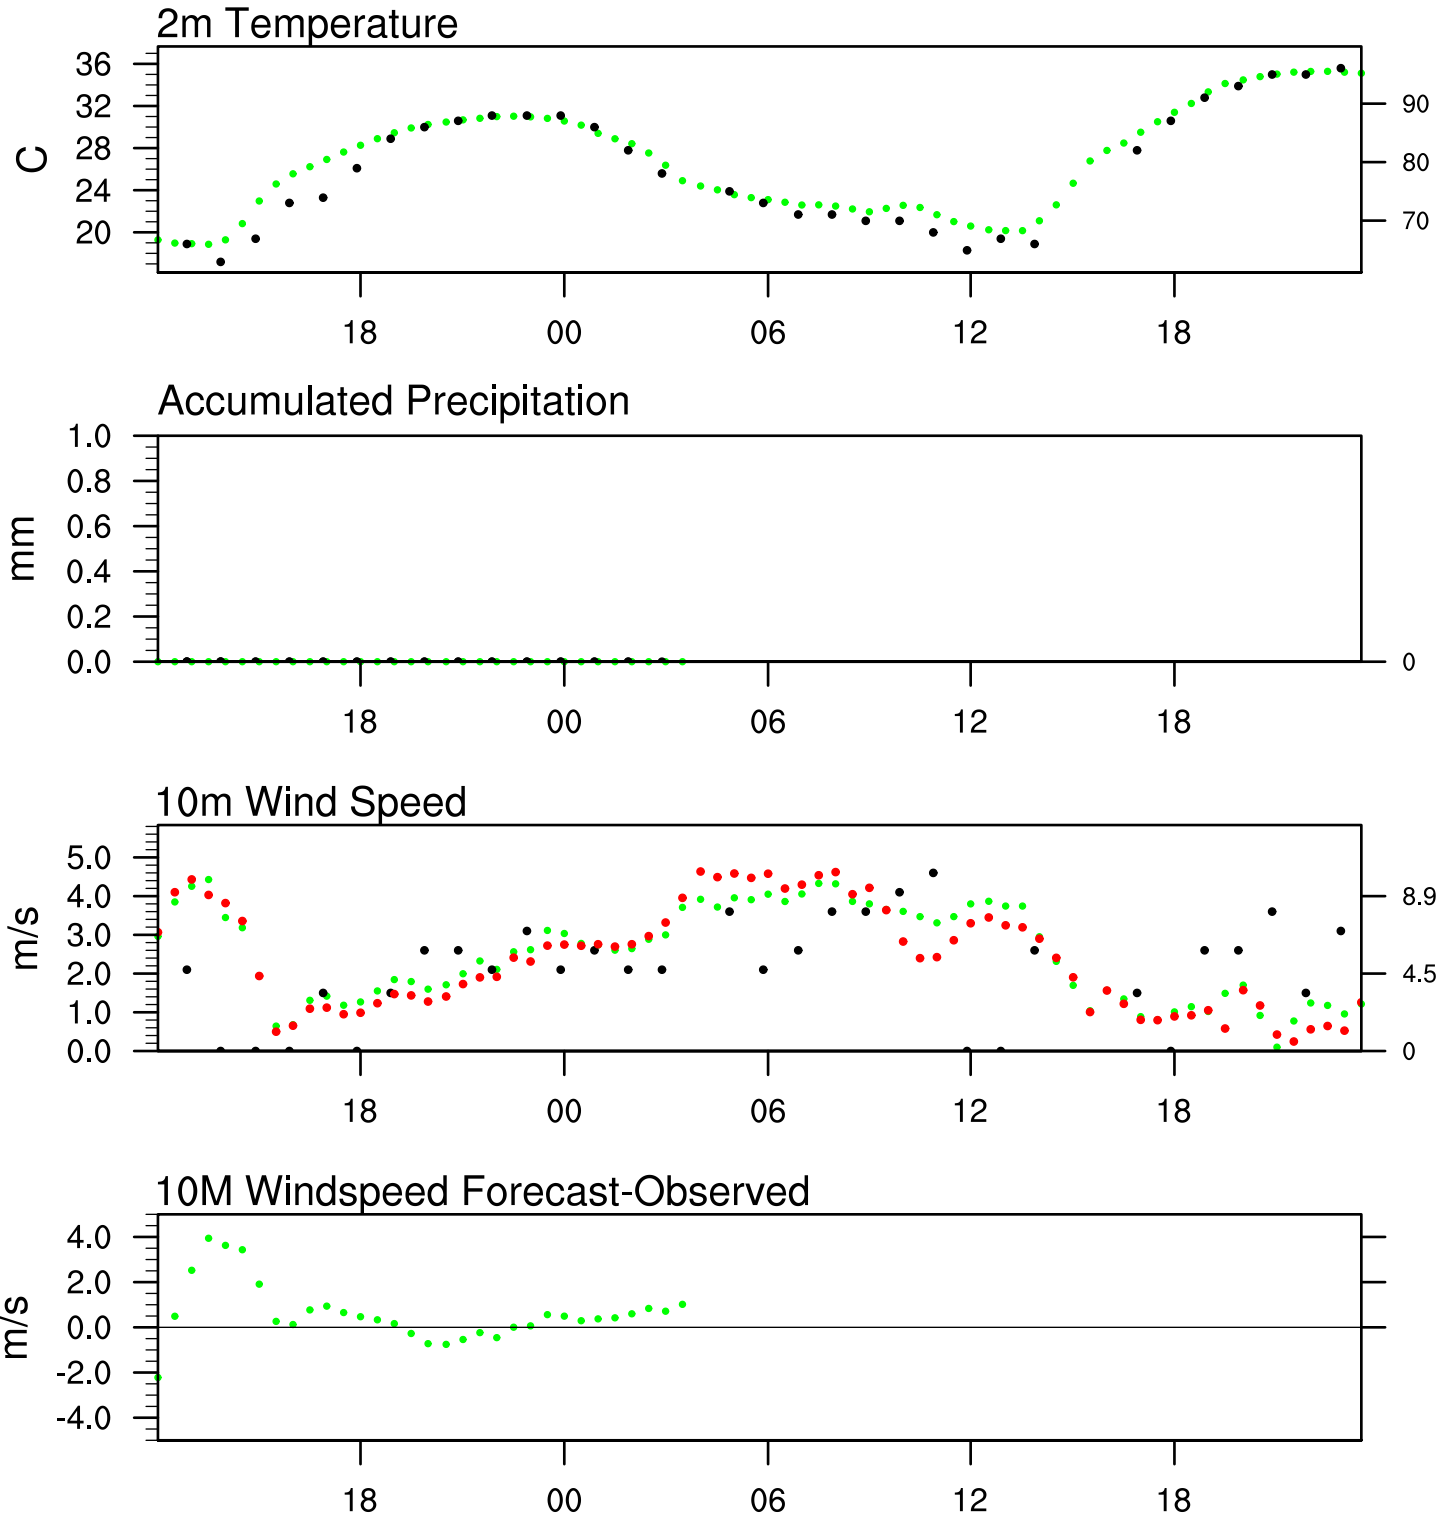 2m Temperature
36
32
28
24
20
C
90
80
70
18 00 06 12 18
Accumulated Precipitation
1.0
0.8
0.6
0.4
0.2
0.0
mm
0
18 00 06 12 18
10m Wind Speed
5.0
4.0
3.0
2.0
1.0
0.0
m/s
8.9
4.5
0
18 00 06 12 18
10M Windspeed Forecast-Observed
4.0
2.0
0.0
-2.0
-4.0
m/s
18 00 06 12 18